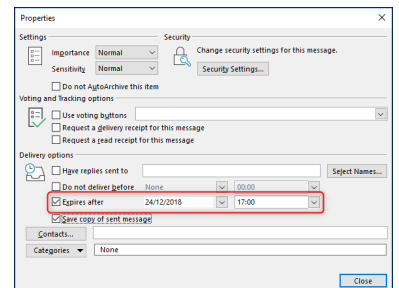 Properties
Settings Security
Importance Normal Change security settings for this message.
Sensitivity Normal Security Settings...
Do not AutoArchive this item
Voting and Tracking options
Use voting buttons
Request a delivery receipt for this message
Request a read receipt for this message
Delivery options
Have replies sent to Select Names...
Do not deliver before None 00:00
Expires after 24/12/2018 17:00
Save copy of sent message
Contacts...
Categories None
Close